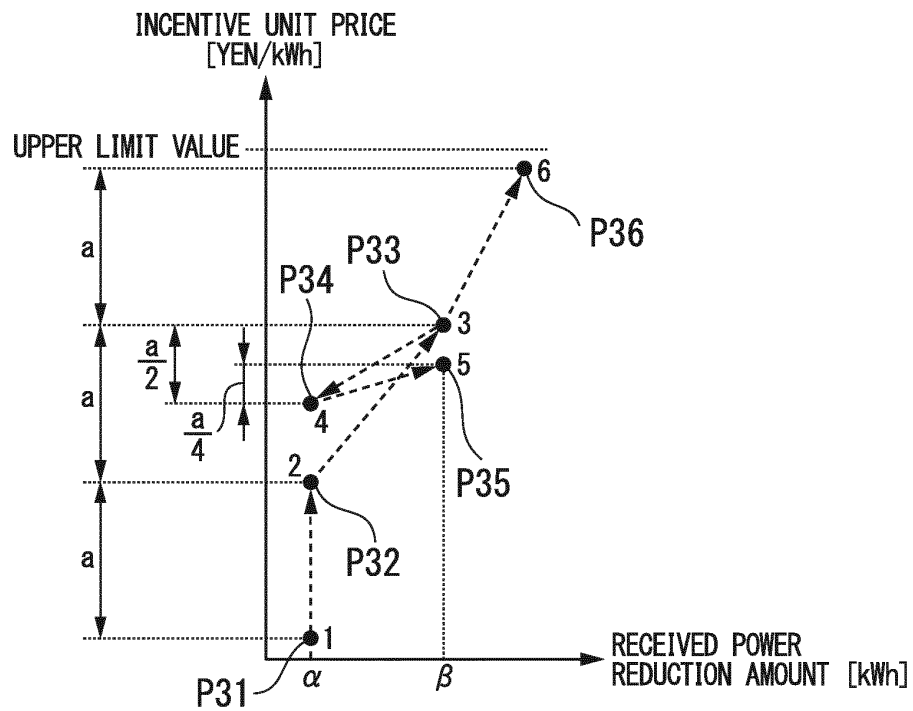 INCENTIVE UNIT PRICE
[YEN/kWh]
UPPER LIMIT VALUE
6
P36
a
P33
P34
3
a/2
5
a
4
a/4
2
P35
P32
a
1
RECEIVED POWER
REDUCTION AMOUNT [kWh]
P31
α
β